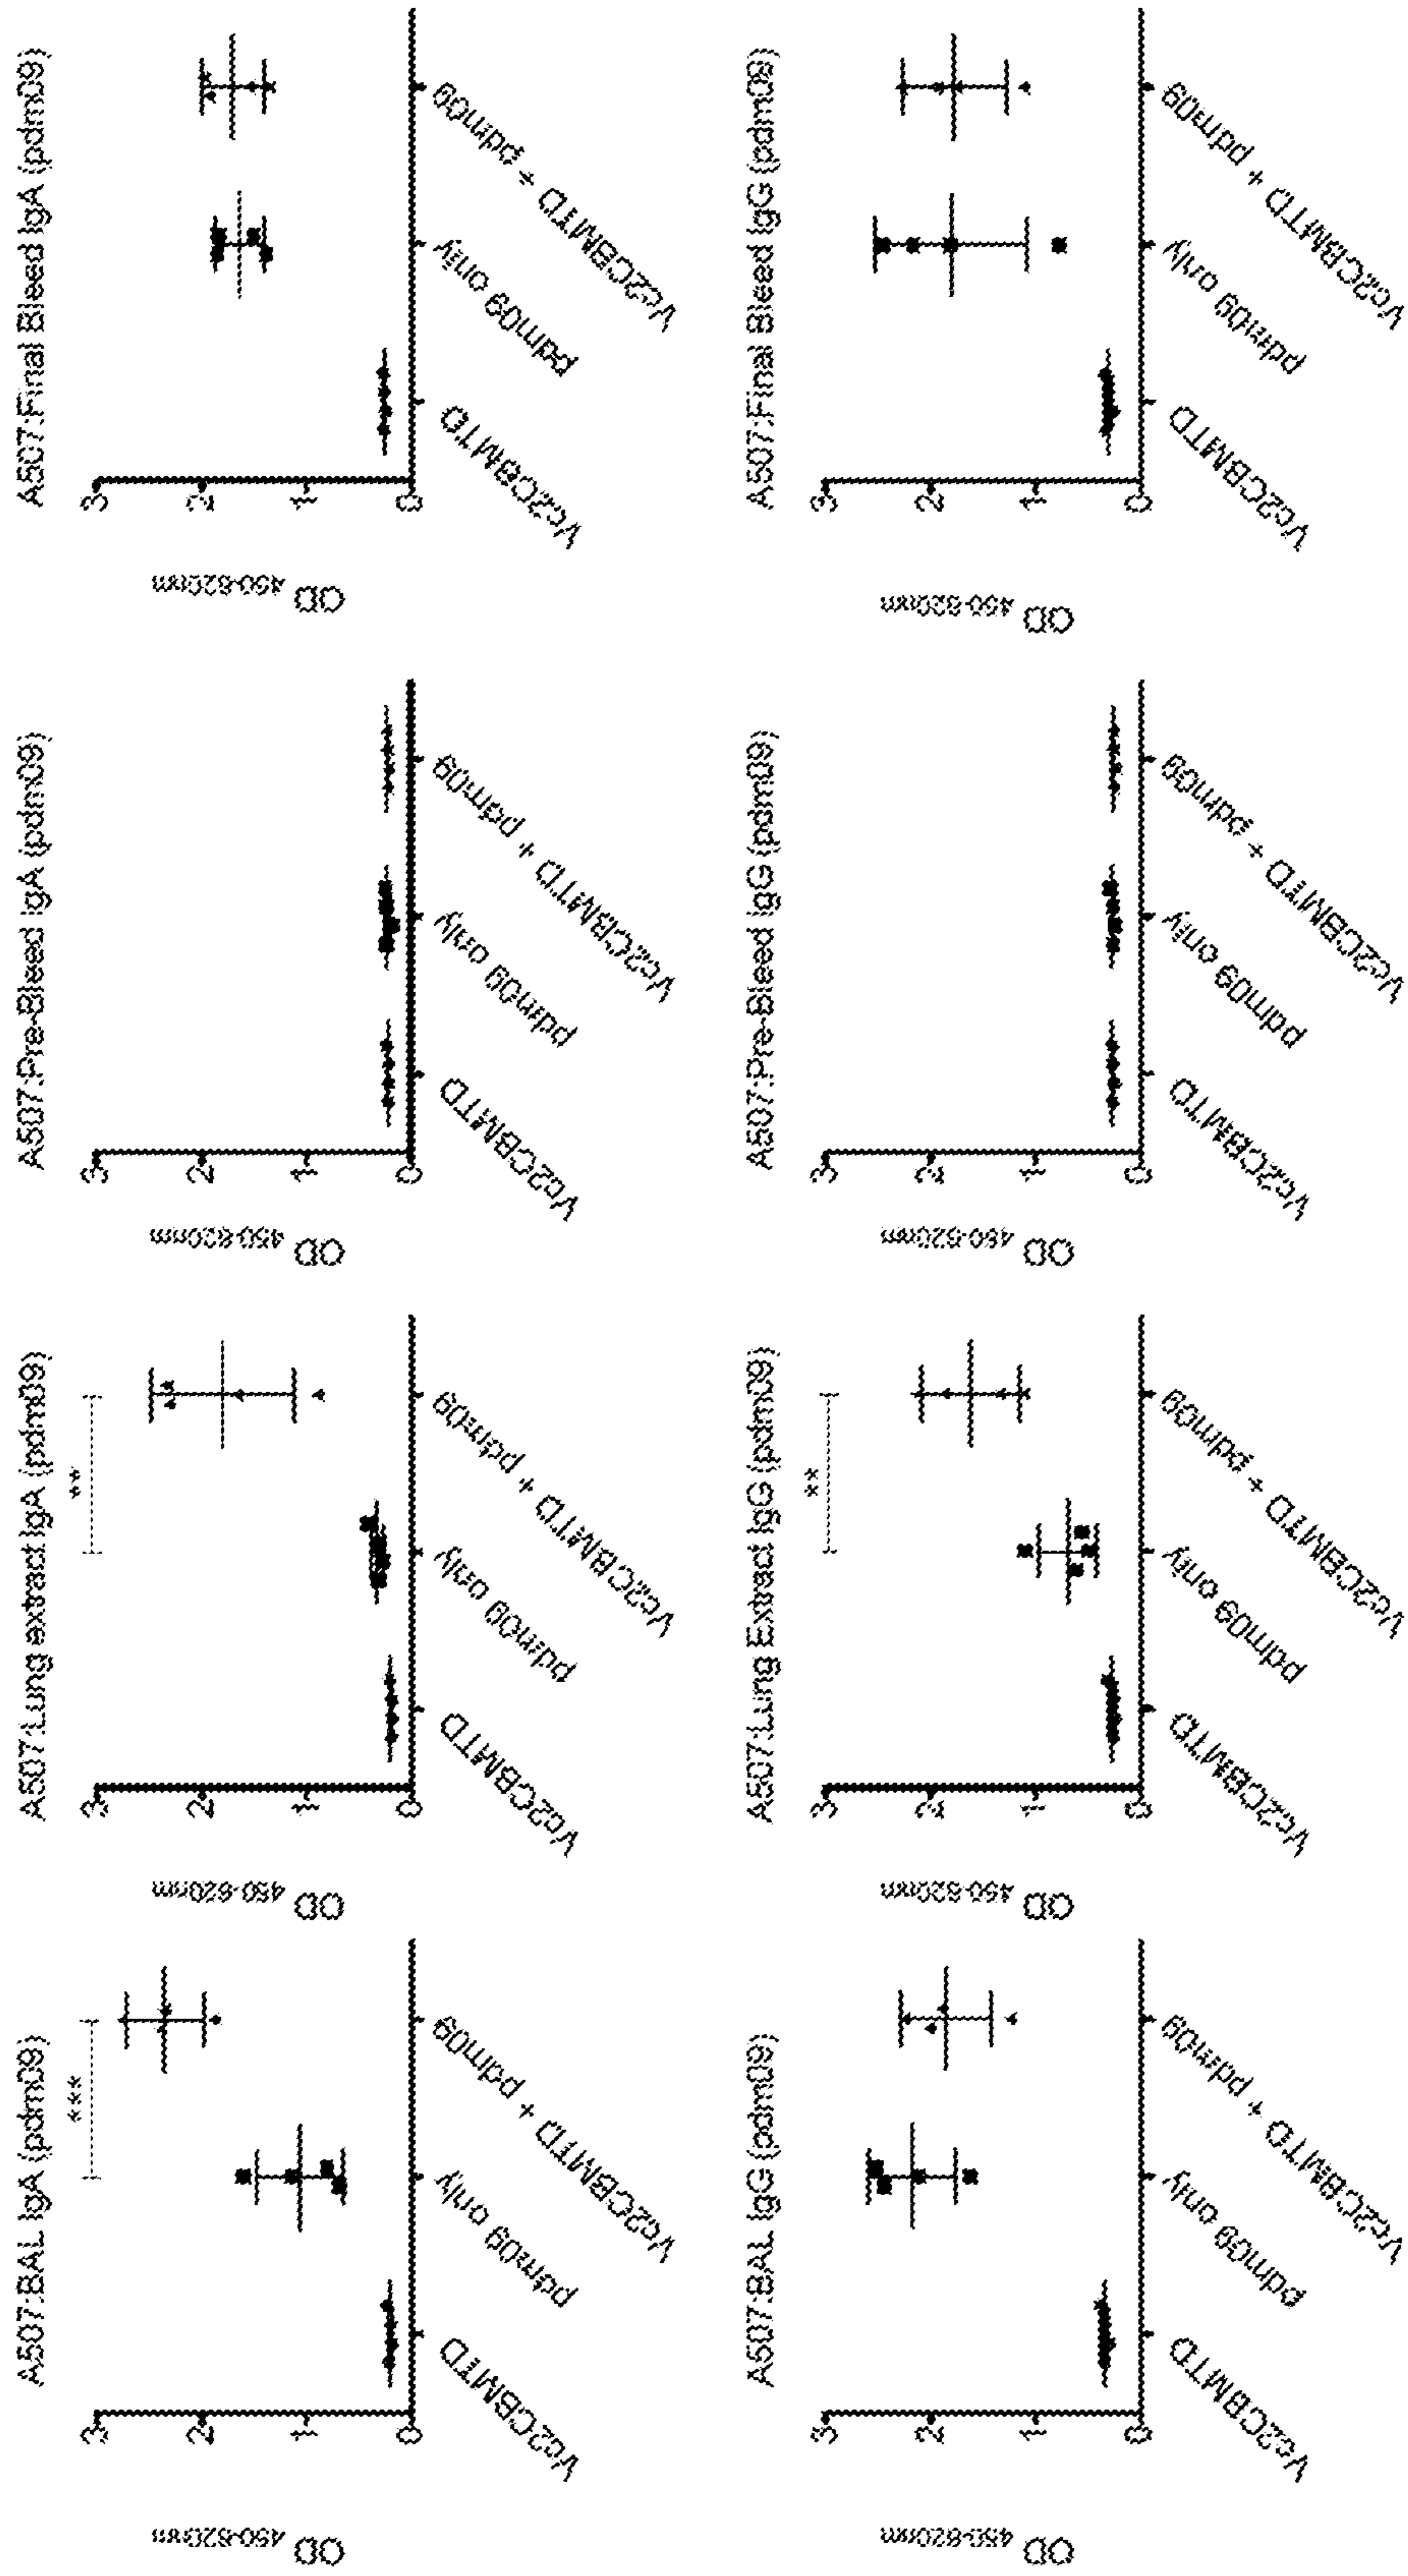 A507:BAL IgA (pdm09)
***
3
2
1
0
OD 450-620nm
Vc2CBMTD
pdm09 only
Vc2CBMTD + pdm09
A507:Lung extract IgA (pdm09)
**
3
2
1
0
OD 450-620nm
Vc2CBMTD
pdm09 only
Vc2CBMTD + pdm09
A507:Pre-Bleed IgA (pdm09)
3
2
1
0
OD 450-620nm
Vc2CBMTD
pdm09 only
Vc2CBMTD + pdm09
A507:Final Bleed IgA (pdm09)
3
2
1
0
OD 450-620nm
Vc2CBMTD
pdm09 only
Vc2CBMTD + pdm09
A507:BAL IgG (pdm09)
3
2
1
0
OD 450-620nm
Vc2CBMTD
pdm09 only
Vc2CBMTD + pdm09
A507:Lung Extract IgG (pdm09)
**
3
2
1
0
OD 450-620nm
Vc2CBMTD
pdm09 only
Vc2CBMTD + pdm09
A507:Pre-Bleed IgG (pdm09)
3
2
1
0
OD 450-620nm
Vc2CBMTD
pdm09 only
Vc2CBMTD + pdm09
A507:Final Bleed IgG (pdm09)
3
2
1
0
OD 450-620nm
Vc2CBMTD
pdm09 only
Vc2CBMTD + pdm09